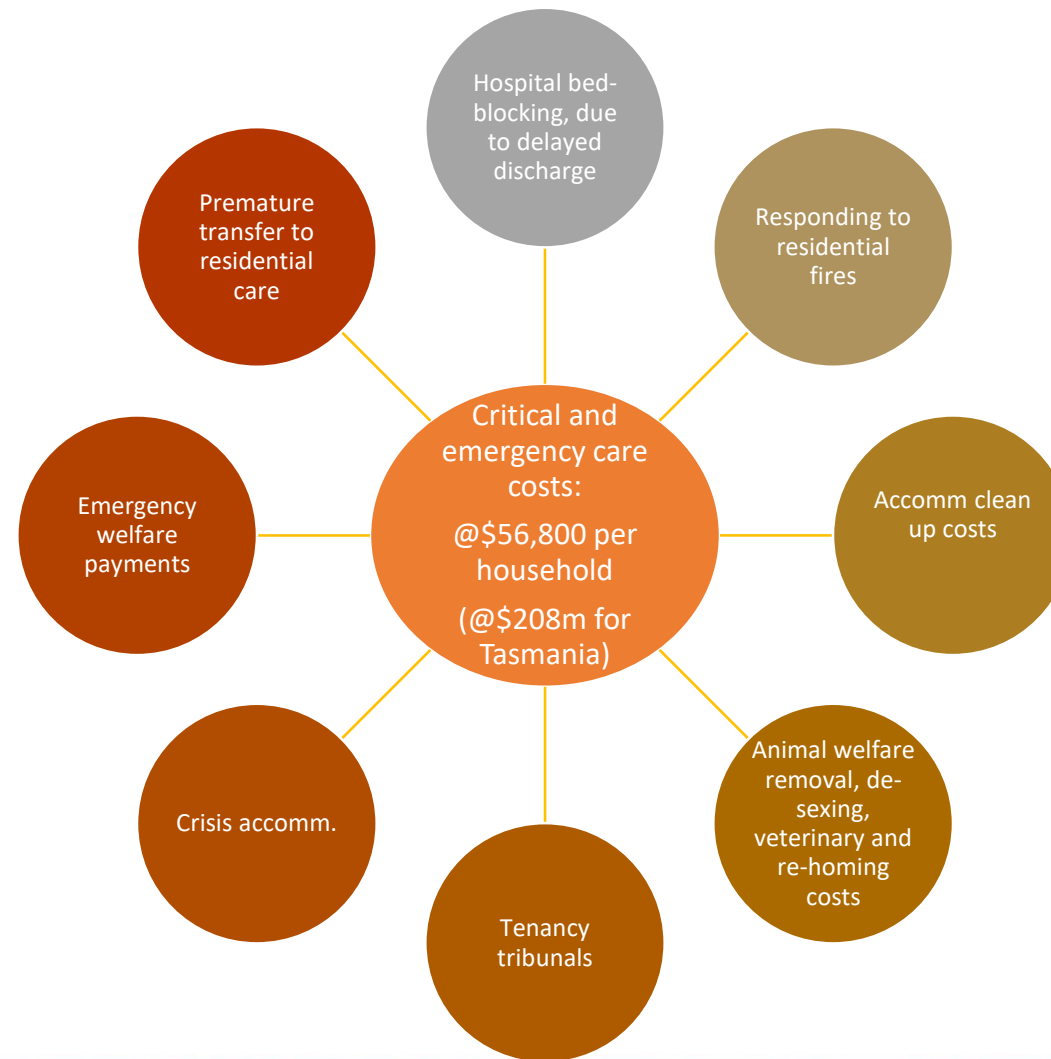 Hospital bed-
blocking, due
to delayed
discharge
Responding to
residential
fires
Accomm clean
up costs
Animal welfare
removal, de-
sexing,
veterinary and
re-homing
costs
Tenancy
tribunals
Crisis accomm.
Emergency
welfare
payments
Premature
transfer to
residential
care
Critical and
emergency care
costs:
@$56,800 per
household
(@$208m for
Tasmania)